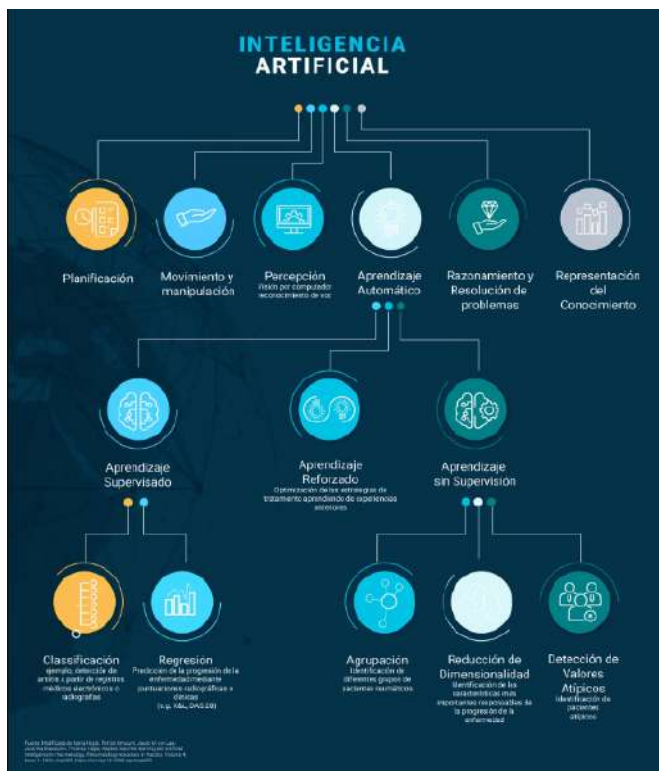 INTELIGENCIA
ARTIFICIAL
Planificación
Movimiento y
manipulación
Percepción
Visión por computador
reconocimiento de voz
Aprendizaje
Automático
Razonamiento y
Resolución de
problemas
Representación
del
Conocimiento
Aprendizaje
Supervisado
Aprendizaje
Reforzado
Optimización de las estrategias de
tratamiento aprendiendo de experiencias
anteriores
Aprendizaje
sin Supervisión
Classificación
ejemplo, detección de
artritis a partir de registros
médicos electrónicos o
radiografías
Regresión
Predicción de la progresión de la
enfermedad mediante
puntuaciones radiográficas o
clínicas
(e.g. K&L, DAS28)
Agrupación
Identificación de
diferentes grupos de
pacientes reumáticos
Reducción de
Dimensionalidad
Identificación de las
características más
importantes responsables de
la progresión de la
enfermedad
Detección de
Valores
Atípicos
Identificación de
pacientes
atípicos